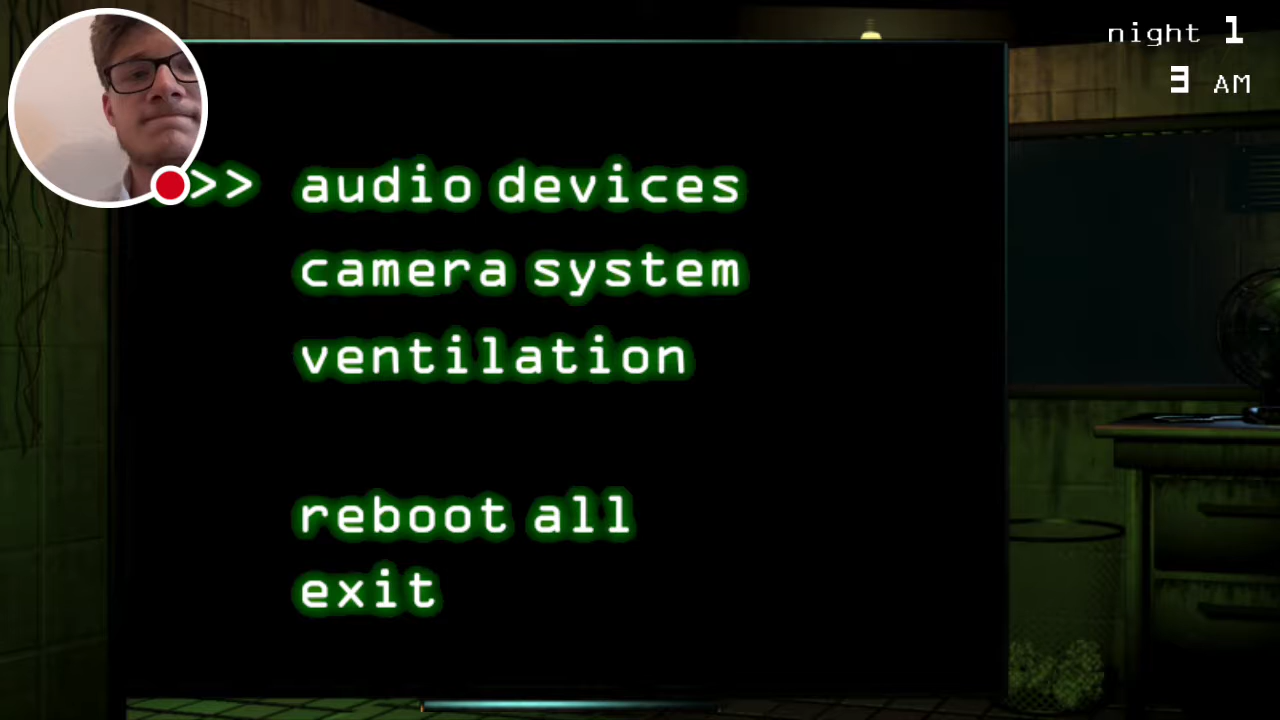 night 1
3 AM
>> audio devices
camera system
ventilation
reboot all
exit